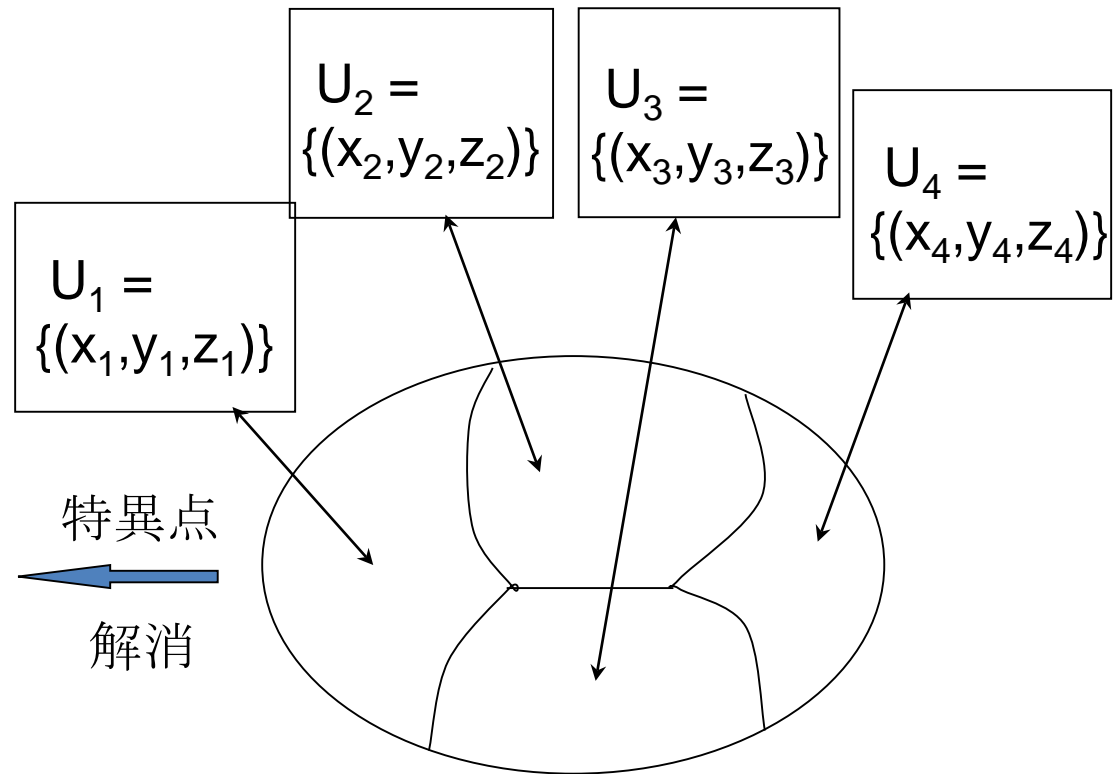 U₂ =
{(x₂,y₂,z₂)}
U₃ =
{(x₃,y₃,z₃)}
U₄ =
{(x₄,y₄,z₄)}
U₁ =
{(x₁,y₁,z₁)}
特異点
解消